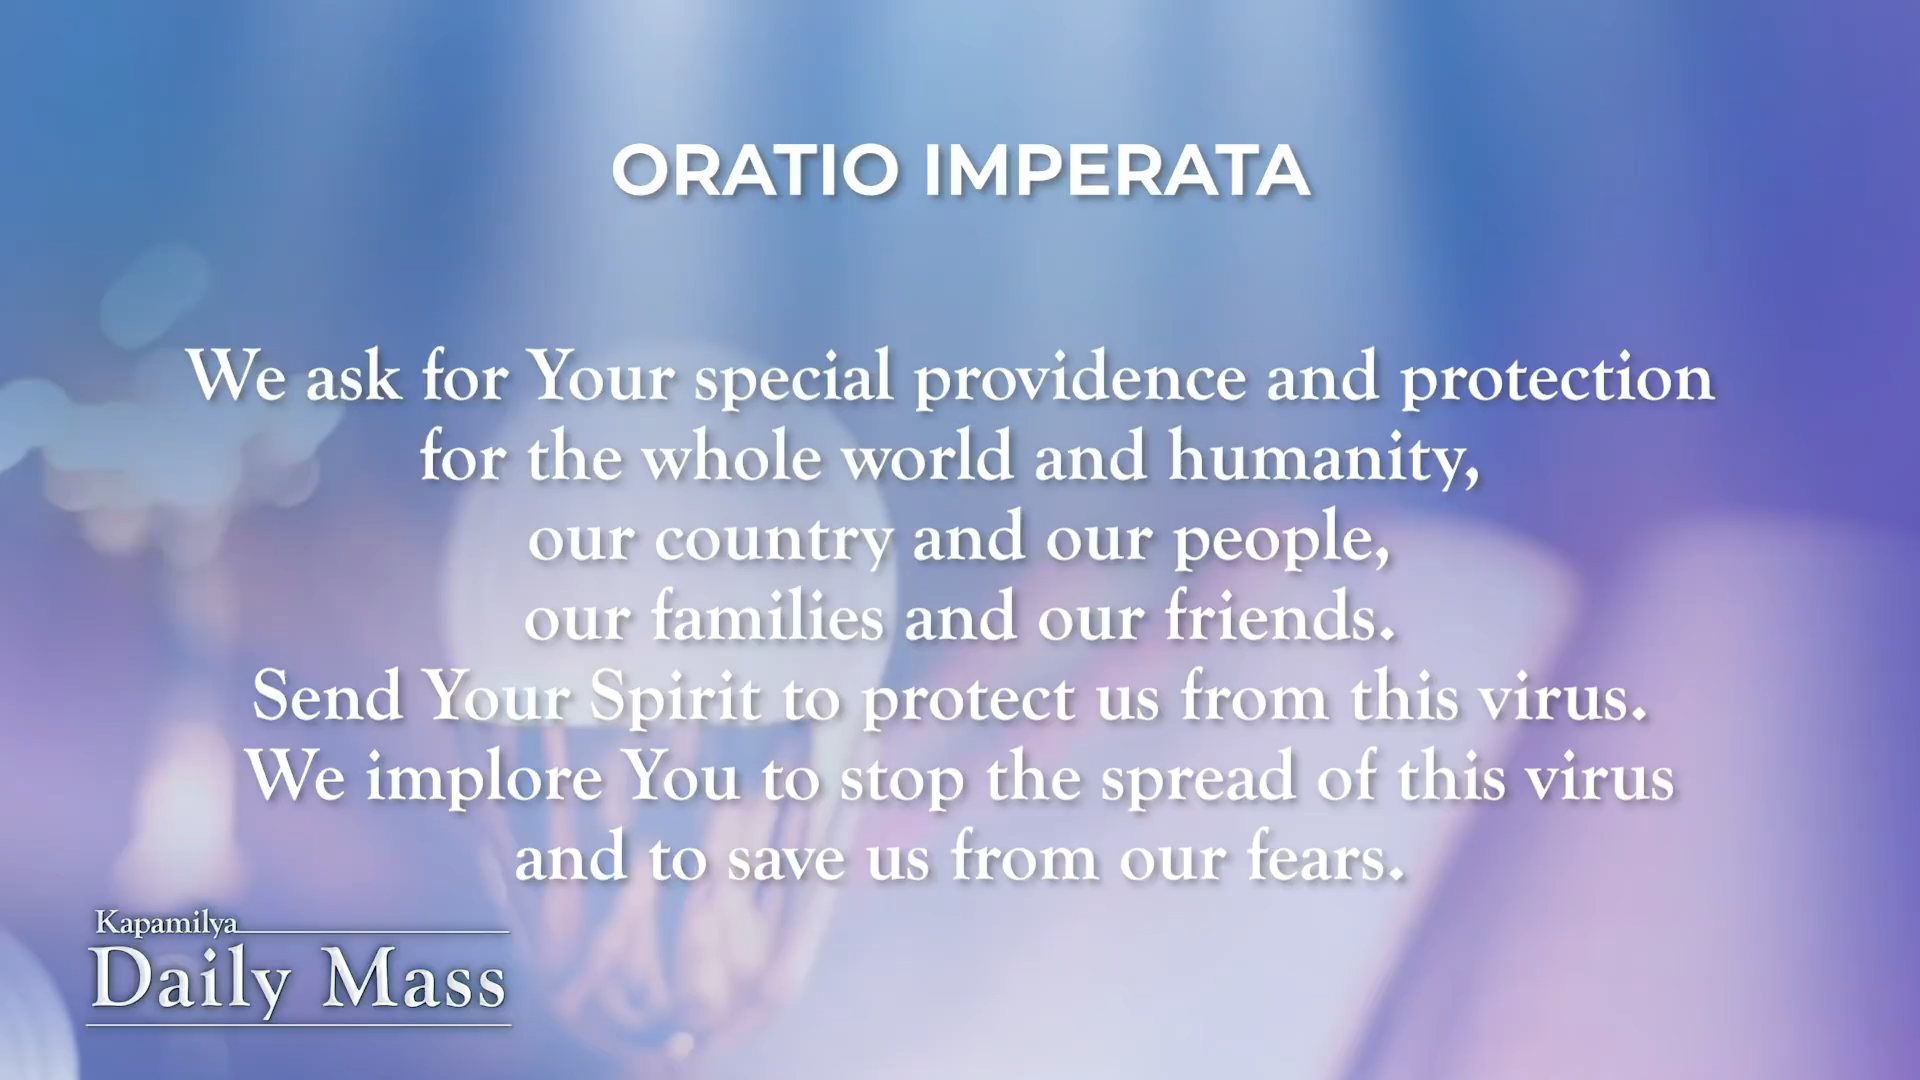 ORATIO IMPERATA
We ask for Your special providence and protection
for the whole world and humanity,
our country and our people,
our families and our friends.
Send Your Spirit to protect us from this virus.
We implore You to stop the spread of this virus
and to save us from our fears.
Kapamilya
Daily Mass